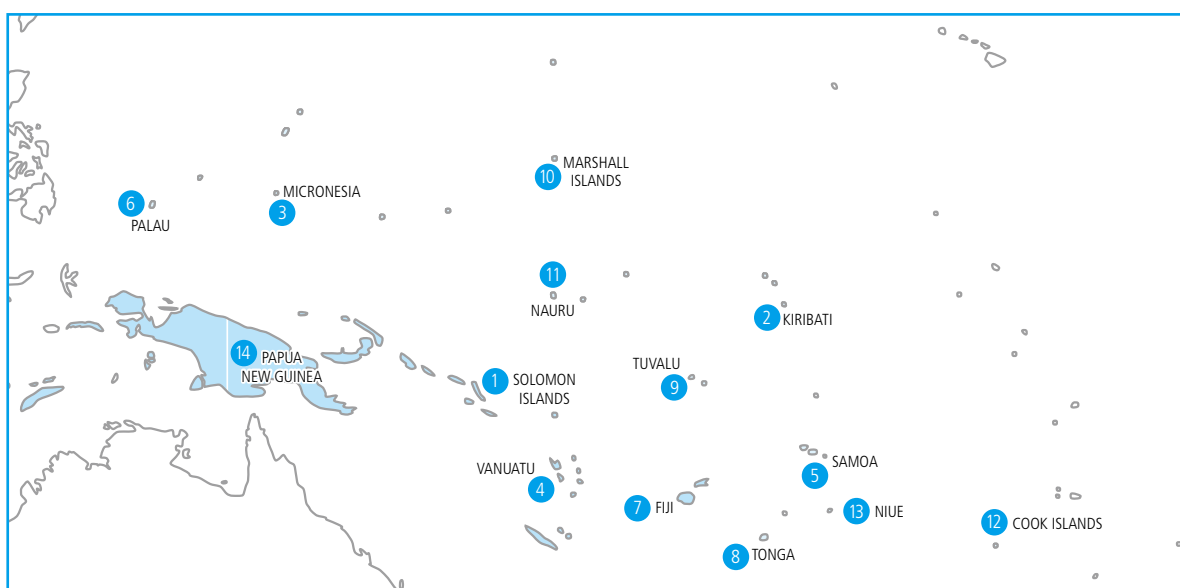 10
MARSHALL
ISLANDS
MICRONESIA
6
3
PALAU
11
NAURU
2
KIRIBATI
14
PAPUA
NEW GUINEA
TUVALU
1
SOLOMON
ISLANDS
9
VANUATU
4
SAMOA
5
7
FIJI
13
NIUE
12
COOK ISLANDS
8
TONGA